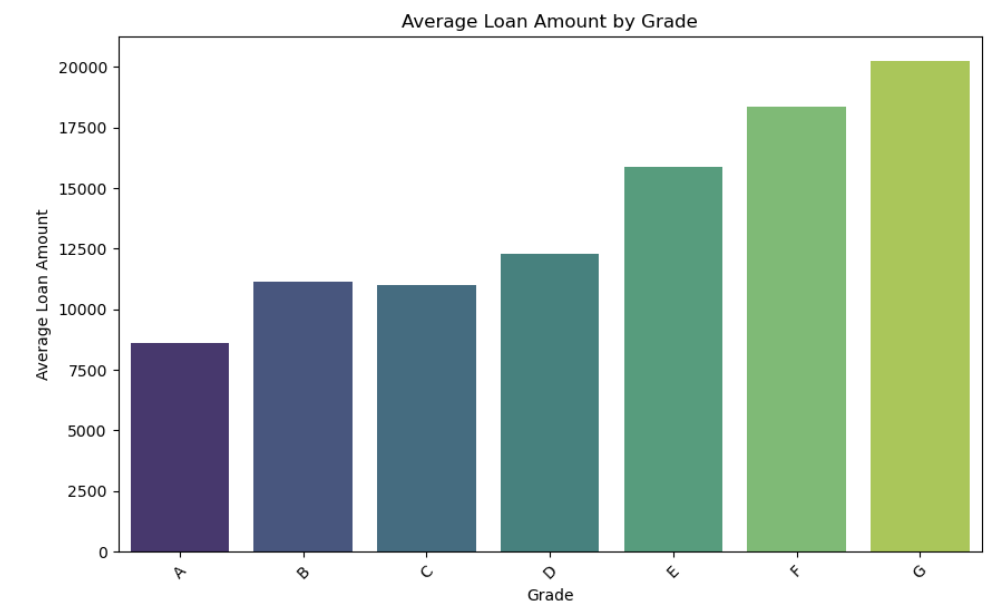 Average Loan Amount by Grade
Average Loan Amount
20000
17500
15000
12500
10000
7500
5000
2500
0
A B C D E F G
Grade